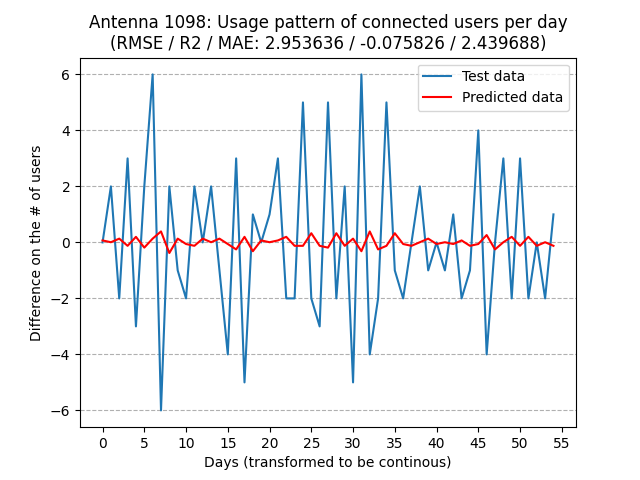 Antenna 1098: Usage pattern of connected users per day
(RMSE / R2 / MAE: 2.953636 / -0.075826 / 2.439688)
Test data
Predicted data
Difference on the # of users
6
4
2
0
−2
−4
−6
0 5 10 15 20 25 30 35 40 45 50 55
Days (transformed to be continous)